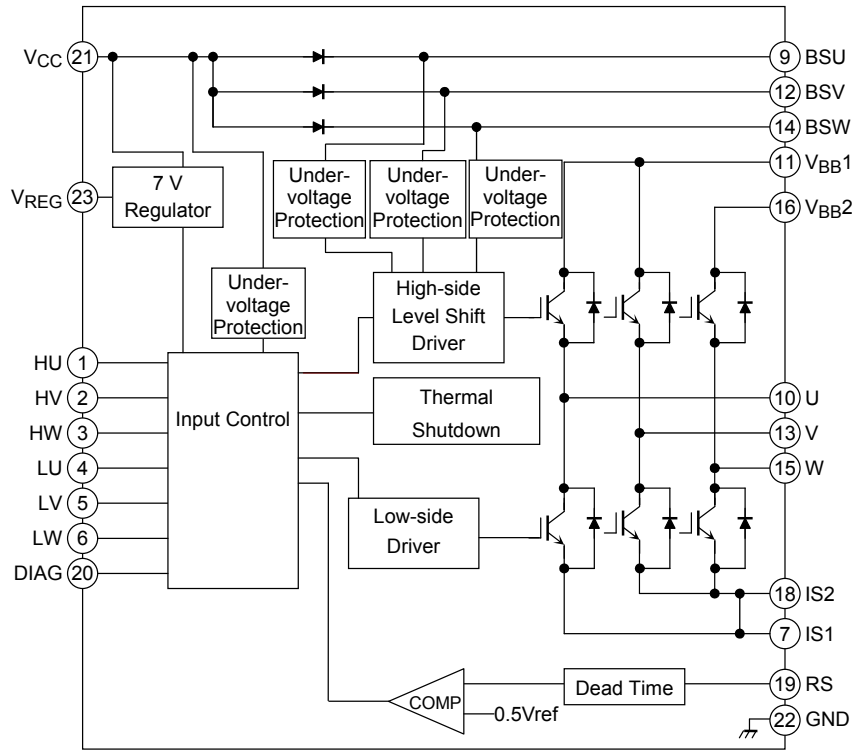 VCC 21
9 BSU
12 BSV
14 BSW
11 VBB1
16 VBB2
VREG 23
7 V
Regulator
Under-
voltage
Protection
Under-
voltage
Protection
Under-
voltage
Protection
Under-
voltage
Protection
High-side
Level Shift
Driver
HU 1
HV 2
HW 3
LU 4
LV 5
LW 6
DIAG 20
Input Control
Thermal
Shutdown
Low-side
Driver
10 U
13 V
15 W
18 IS2
7 IS1
19 RS
22 GND
COMP
Dead Time
0.5Vref